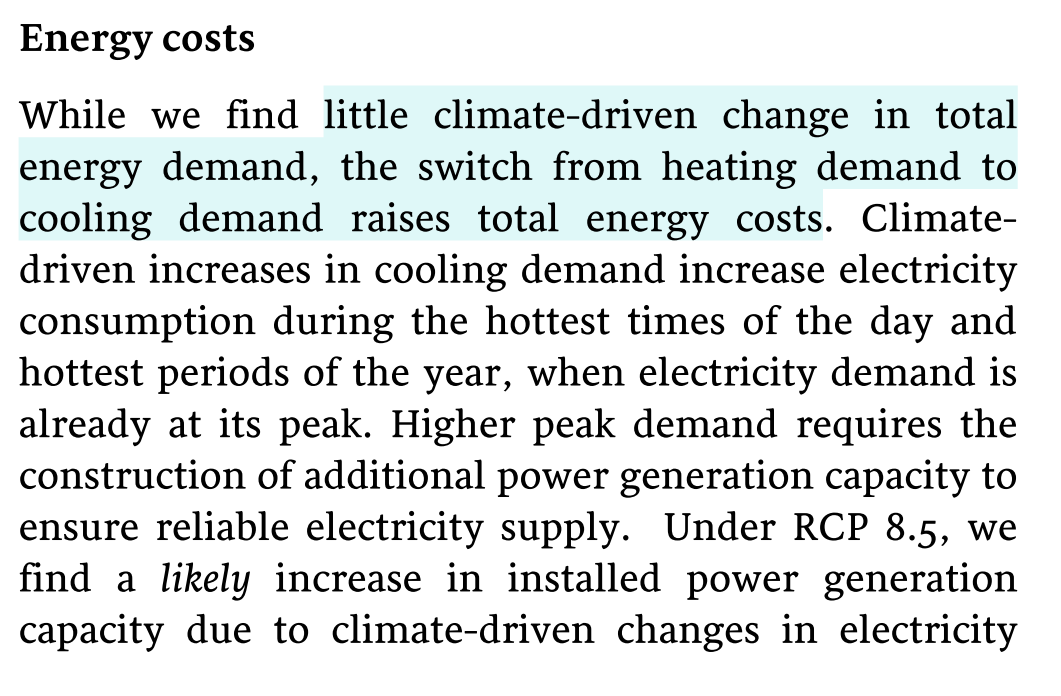 Energy costs
While we find little climate-driven change in total
energy demand, the switch from heating demand to
cooling demand raises total energy costs. Climate-
driven increases in cooling demand increase electricity
consumption during the hottest times of the day and
hottest periods of the year, when electricity demand is
already at its peak. Higher peak demand requires the
construction of additional power generation capacity to
ensure reliable electricity supply. Under RCP 8.5, we
find a likely increase in installed power generation
capacity due to climate-driven changes in electricity